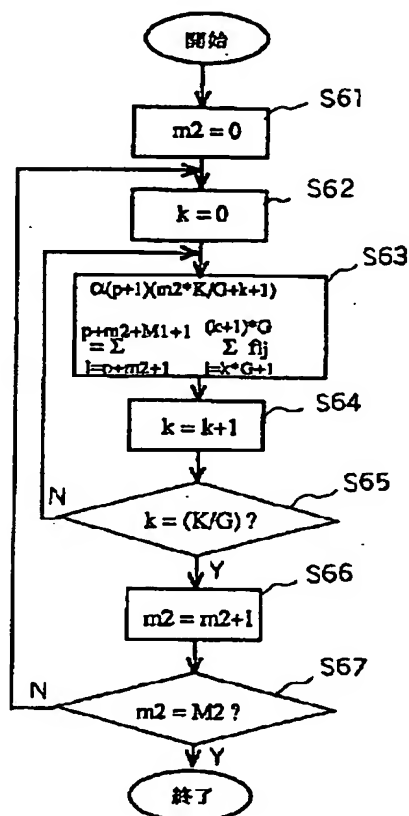 開始
S61
m2 = 0
S62
k = 0
S63
α(p+1)(m2*K/G+k+1)
p+m2+M1+1 (k+1)*G
= Σ Σ fij
i=p+m2+1 j=k*G+1
S64
k = k+1
S65
N
k = (K/G) ?
Y
S66
m2 = m2+1
S67
N
m2 = M2 ?
Y
終了